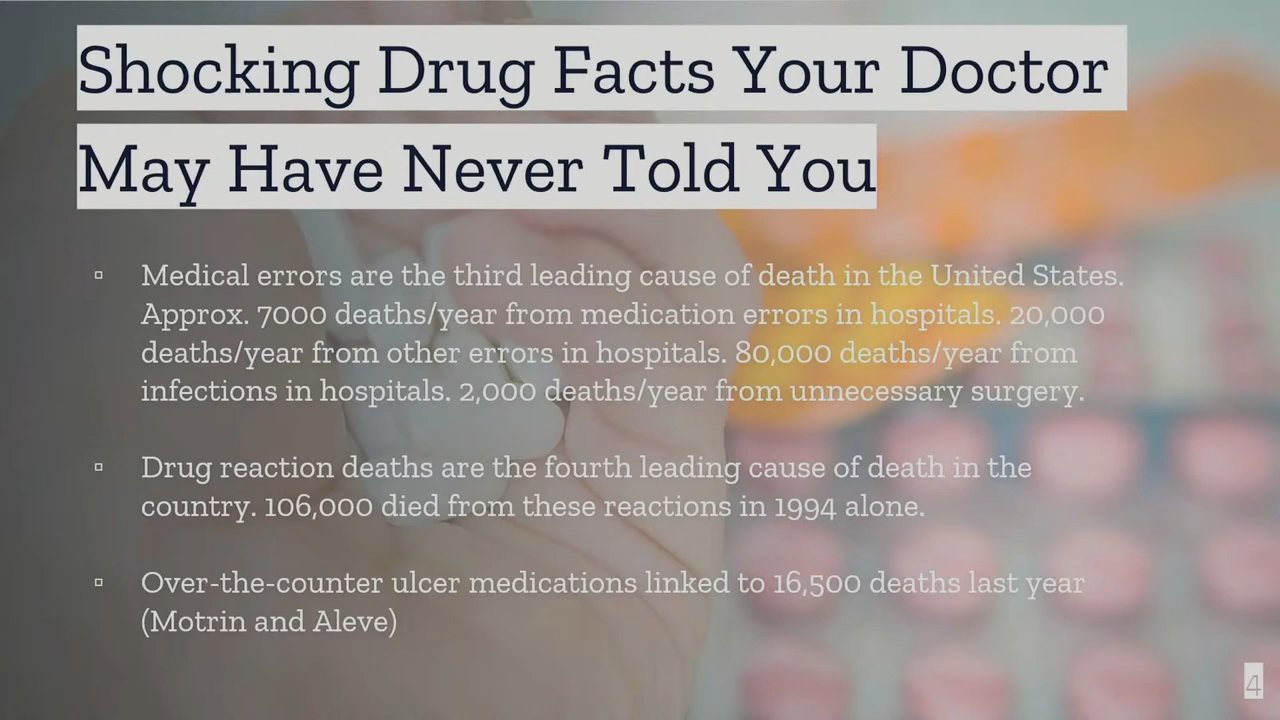 Shocking Drug Facts Your Doctor
May Have Never Told You
▫ Medical errors are the third leading cause of death in the United States.
Approx. 7000 deaths/year from medication errors in hospitals. 20,000
deaths/year from other errors in hospitals. 80,000 deaths/year from
infections in hospitals. 2,000 deaths/year from unnecessary surgery.
▫ Drug reaction deaths are the fourth leading cause of death in the
country. 106,000 died from these reactions in 1994 alone.
▫ Over-the-counter ulcer medications linked to 16,500 deaths last year
(Motrin and Aleve)
4